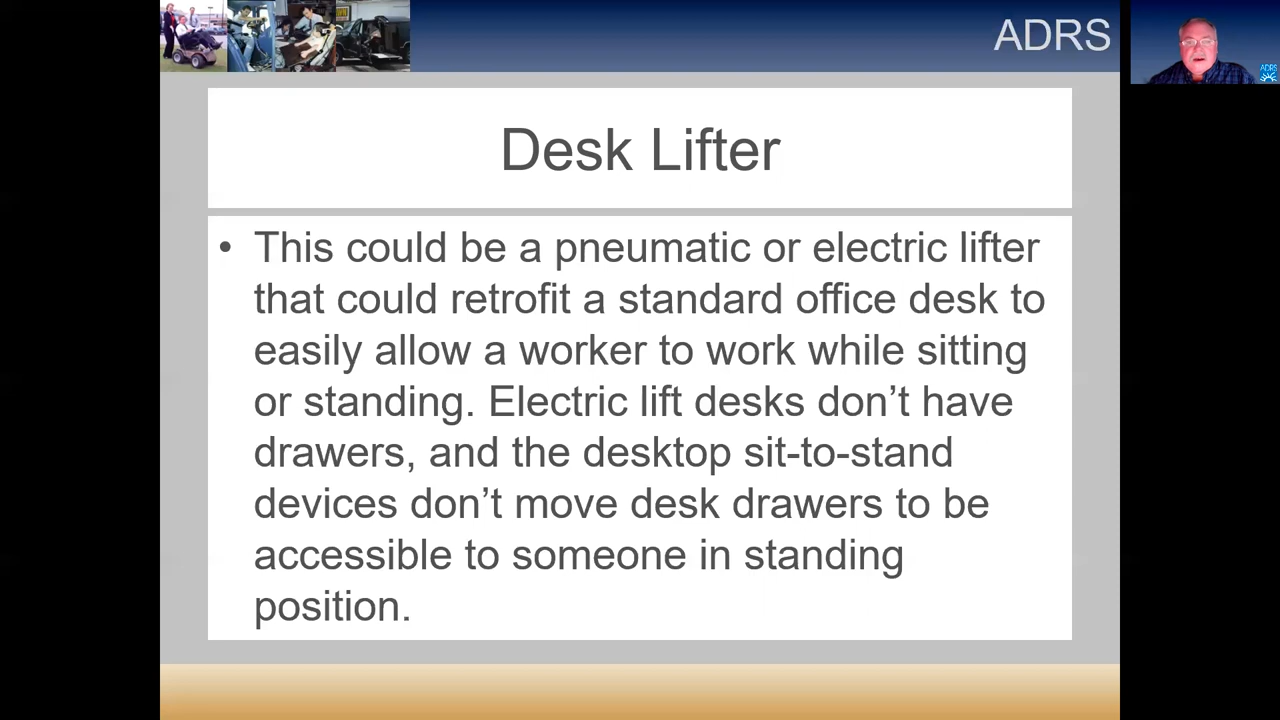 ADRS
ADRS
Desk Lifter
• This could be a pneumatic or electric lifter
that could retrofit a standard office desk to
easily allow a worker to work while sitting
or standing. Electric lift desks don’t have
drawers, and the desktop sit-to-stand
devices don’t move desk drawers to be
accessible to someone in standing
position.